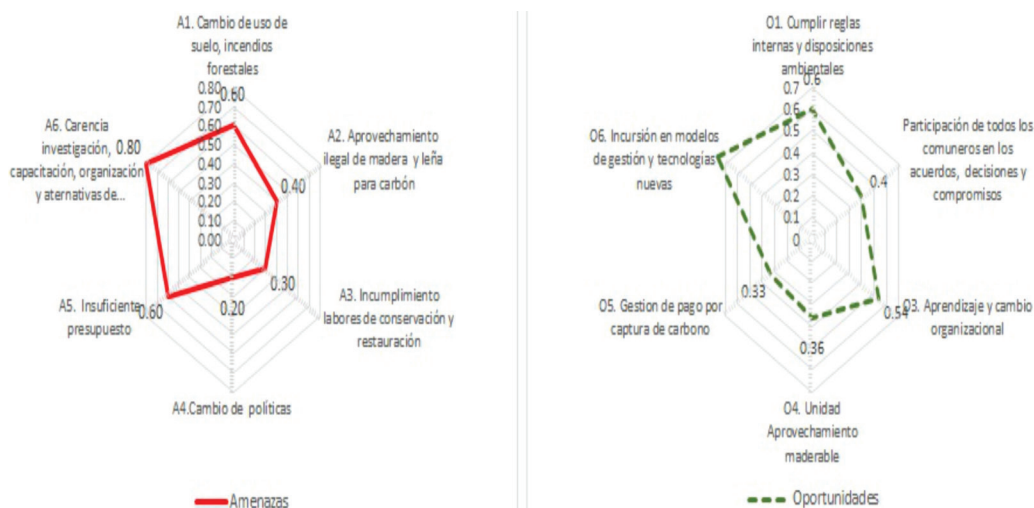 A1. Cambio de uso de
suelo, incendios
forestales
0.80
0.70
0.60
0.50
0.40
0.30
0.20
0.10
0.00
0.60
A2. Aprovechamiento
ilegal de madera y leña
para carbón
0.40
A3. Incumplimiento
labores de conservación y
restauración
0.30
A4.Cambio de políticas
0.20
A5. Insuficiente
presupuesto
0.60
A6. Carencia
investigación,
capacitación, organización
y aternativas de...
0.80
Amenazas
O1. Cumplir reglas
internas y disposiciones
ambientales
0.6
0.7
0.6
0.5
0.4
0.3
0.2
0.1
0
Participación de todos los
comuneros en los
acuerdos, decisiones y
compromisos
0.4
O3. Aprendizaje y cambio
organizacional
0.54
O4. Unidad
Aprovechamiento
maderable
0.36
O5. Gestion de pago por
captura de carbono
0.33
O6. Incursión en modelos
de gestión y tecnologías
nuevas
Oportunidades